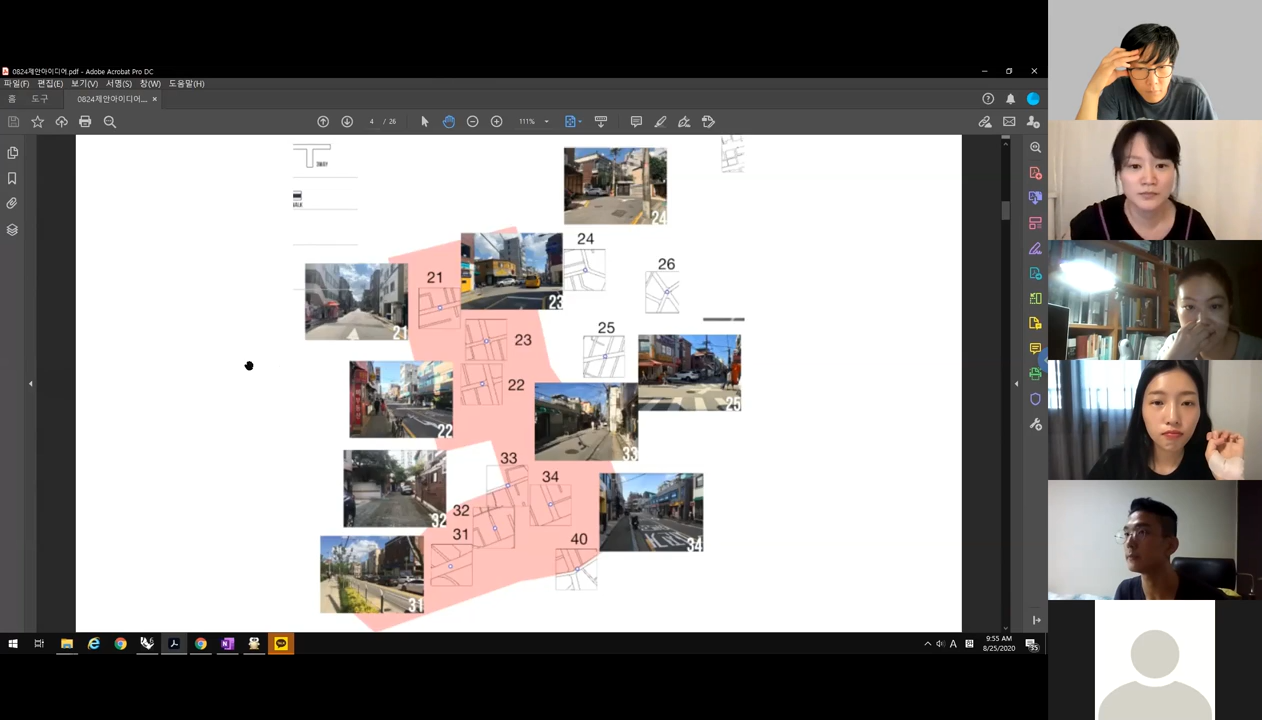 0824제안아이디어.pdf - Adobe Acrobat Pro DC
파일(F) 편집(E) 보기(V) 서명(S) 창(W) 도움말(H)
홈 도구 0824제안아이디어,... ×
4 / 26 111%
3WAY
WALK
24
24
23
21
21
26
23
25
25
22
22
33
33
34
34
32
32
31
31
40
A
9:55 AM
8/25/2020
35